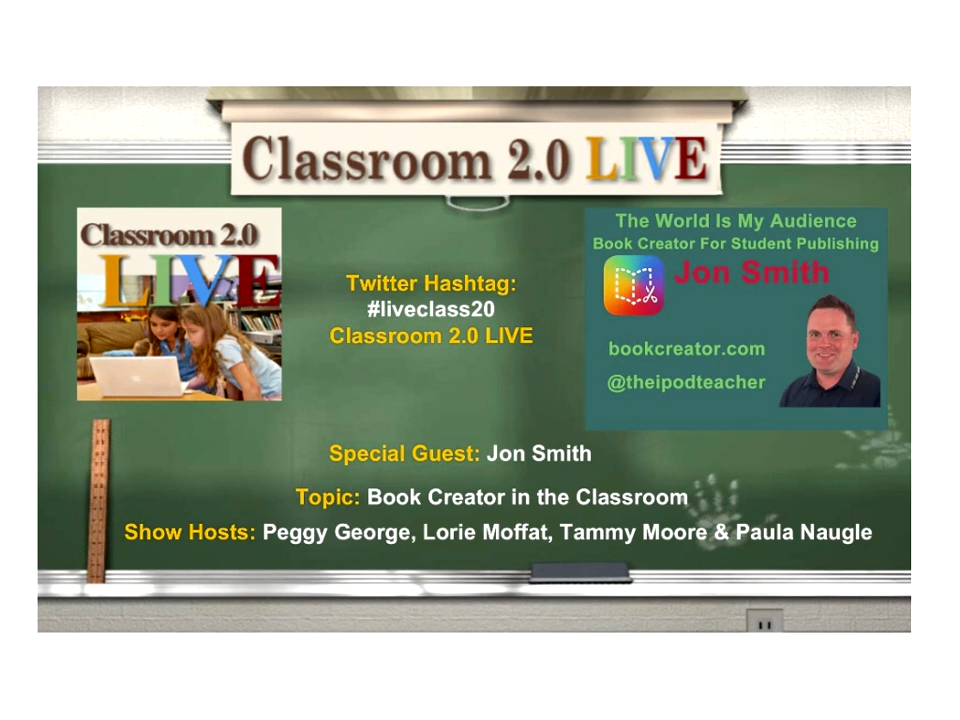 Classroom 2.0 LIVE
Classroom 2.0
LIVE
Twitter Hashtag:
#liveclass20
Classroom 2.0 LIVE
The World Is My Audience
Book Creator For Student Publishing
Jon Smith
bookcreator.com
@theipodteacher
Special Guest: Jon Smith
Topic: Book Creator in the Classroom
Show Hosts: Peggy George, Lorie Moffat, Tammy Moore & Paula Naugle